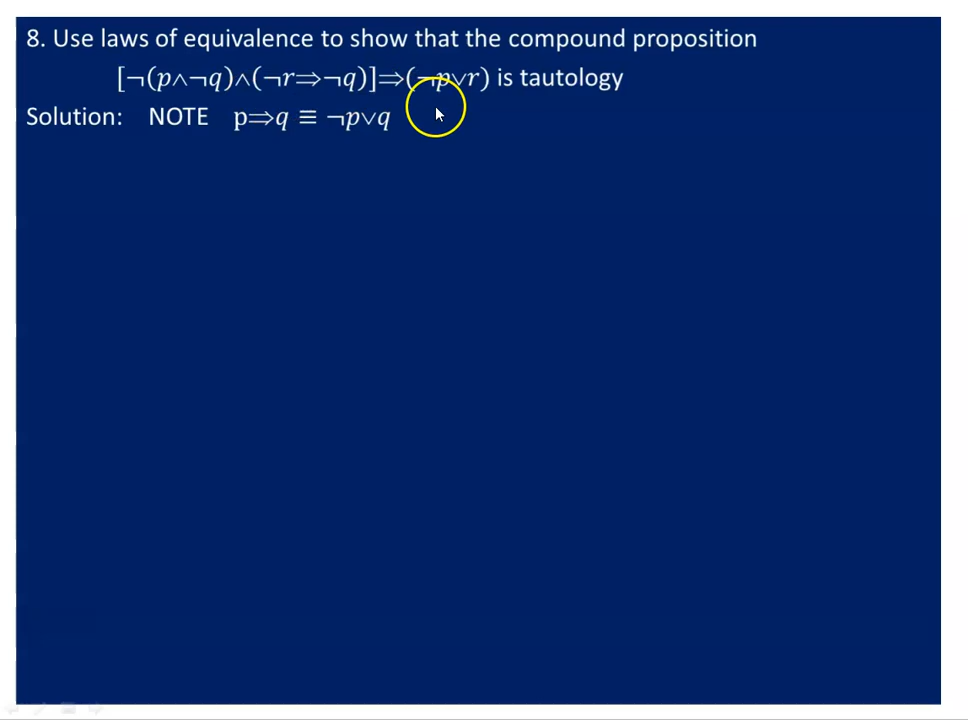 8. Use laws of equivalence to show that the compound proposition
[¬(p∧¬q)∧(¬r⇒¬q)]⇒(¬p∨r) is tautology
Solution: NOTE p⇒q ≡ ¬p∨q